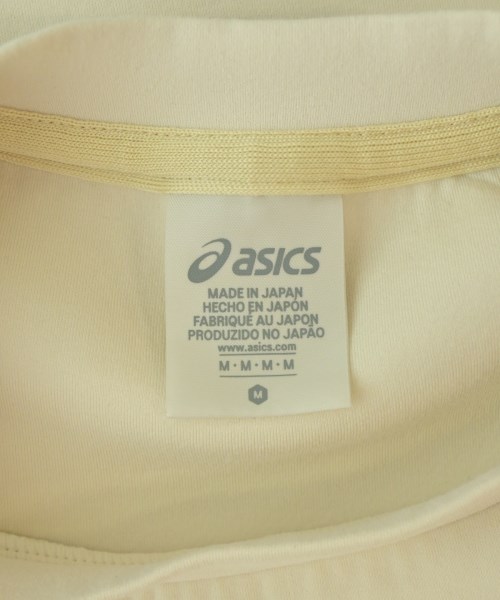 asics
MADE IN JAPAN
HECHO EN JAPÓN
FABRIQUÉ AU JAPON
PRODUZIDO NO JAPÃO
www.asics.com
M · M · M · M
M